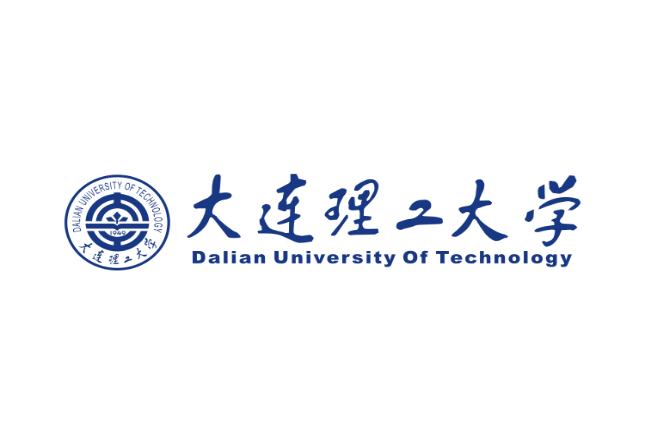 DALIAN UNIVERSITY OF TECHNOLOGY
1949
大连理工大学
大连理工大学
Dalian University Of Technology